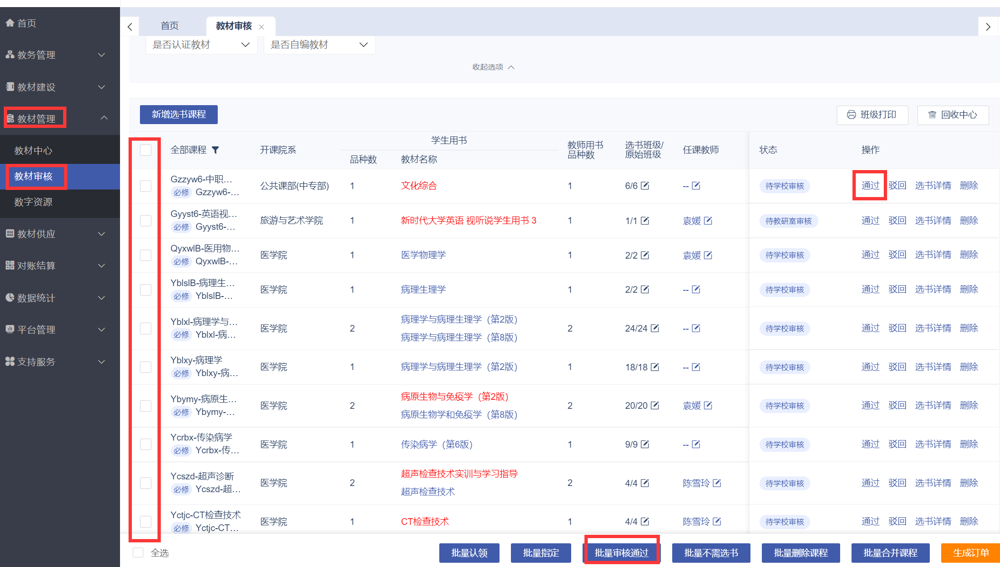 首页
教务管理
教材建设
教材管理
教材中心
教材审核
数字资源
教材供应
对账结算
数据统计
平台管理
支持服务
首页 教材审核
是否认证教材 是否自编教材
收起选项
新增选书课程 班级打印 回收中心
全部课程 开课院系 学生用书 品种数 教材名称 教师用书品种数 选书班级/原始班级 任课教师 状态 操作
Gzzyw6-中职... 公共课部(中专部) 1 文化综合 1 6/6 -- 待学校审核 通过 驳回 选书详情 删除
必修 Gzzyw6-...
Gyyst6-英语视... 旅游与艺术学院 1 新时代大学英语 视听说学生用书 3 1 1/1 袁媛 待教研室审核 通过 驳回 选书详情 删除
必修 Gyyst6-...
QyxwlB-医用物... 医学院 1 医学物理学 1 2/2 袁媛 待学校审核 通过 驳回 选书详情 删除
必修 QyxwlB-...
YblslB-病理生... 医学院 1 病理生理学 1 2/2 -- 待学校审核 通过 驳回 选书详情 删除
必修 YblslB-...
Yblxl-病理学与... 医学院 2 病理学与病理生理学（第2版） 2 24/24 -- 待学校审核 通过 驳回 选书详情 删除
必修 Yblxl-病... 病理学与病理生理学（第8版）
Yblxy-病理学 医学院 1 病理学与病理生理学（第2版） 1 18/18 -- 待学校审核 通过 驳回 选书详情 删除
必修 Yblxy-病...
Ybymy-病原生... 医学院 2 病原生物与免疫学（第2版） 2 20/20 袁媛 待学校审核 通过 驳回 选书详情 删除
必修 Ybymy-... 病原生物学和免疫学（第8版）
Ycrbx-传染病学 医学院 1 传染病学（第6版） 1 9/9 -- 待学校审核 通过 驳回 选书详情 删除
必修 Ycrbx-传...
Ycszd-超声诊断 医学院 2 超声检查技术实训与学习指导 2 4/4 陈雪玲 待学校审核 通过 驳回 选书详情 删除
必修 Ycszd-超... 超声检查技术
Yctjc-CT检查技术 医学院 1 CT检查技术 1 4/4 陈雪玲 待学校审核 通过 驳回 选书详情 删除
必修 Yctjc-CT...
全选 批量认领 批量指定 批量审核通过 批量不需选书 批量删除课程 批量合并课程 生成订单